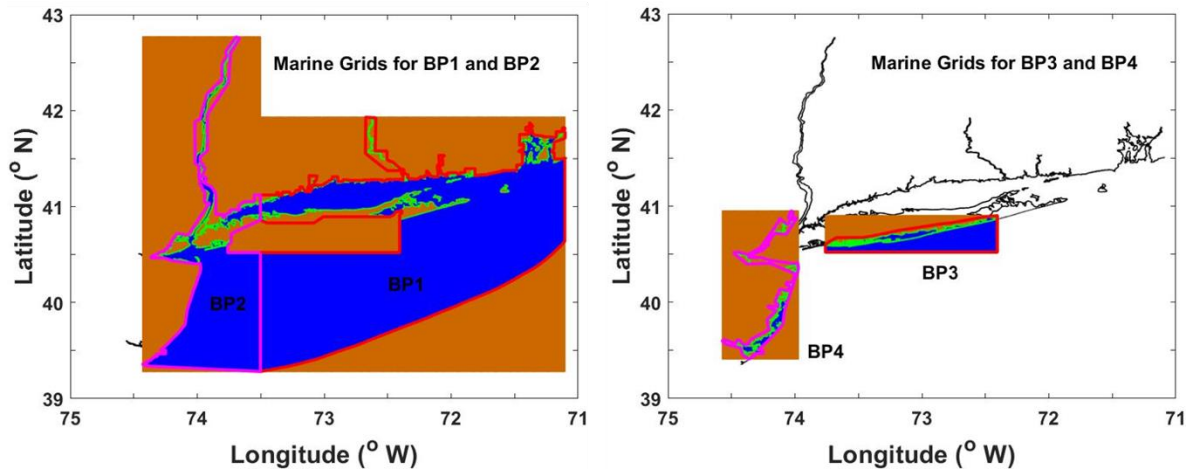 43
42
41
40
39
Latitude (° N)
Marine Grids for BP1 and BP2
BP2
BP1
75
74
73
72
71
Longitude (° W)
43
42
41
40
39
Latitude (° N)
Marine Grids for BP3 and BP4
BP3
BP4
75
74
73
72
71
Longitude (° W)